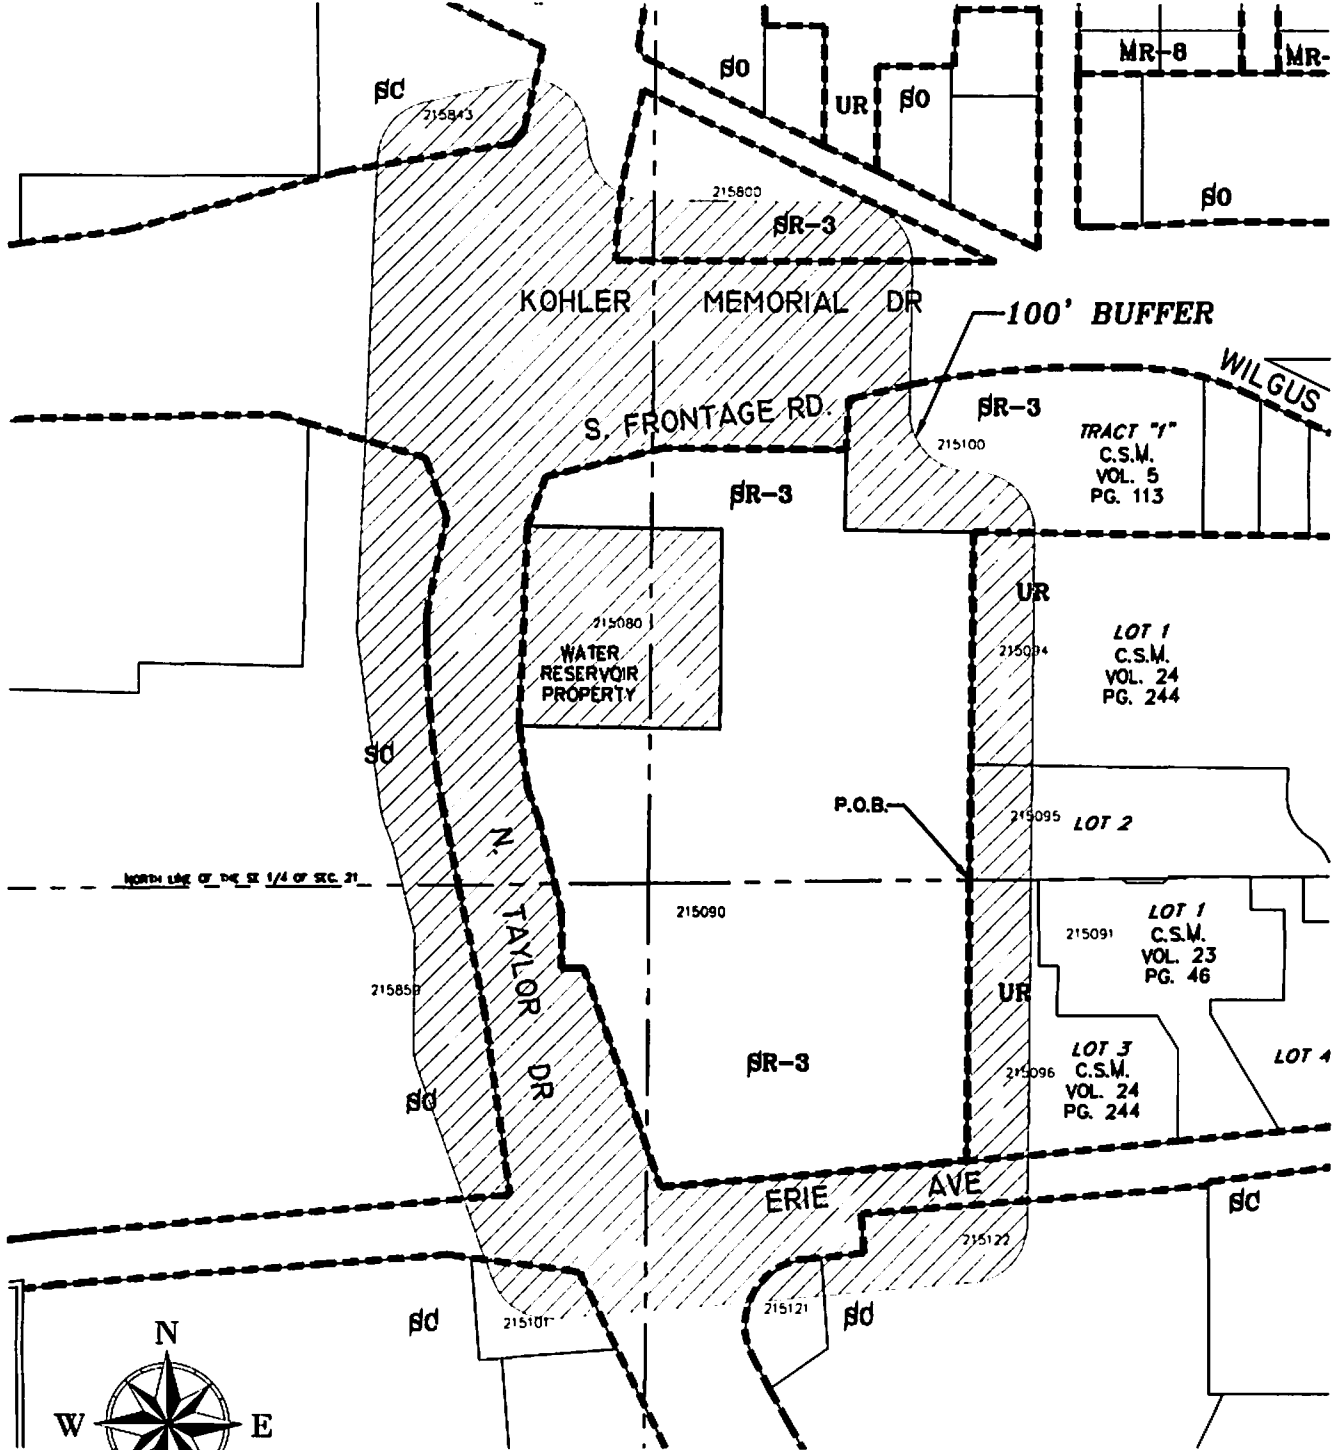 MR-8
MR-
SO
SC
UR
SO
215843
215800
SO
SR-3
KOHLER MEMORIAL DR
100' BUFFER
WILGUS
S. FRONTAGE RD.
SR-3
215100
TRACT "1"
C.S.M.
VOL. 5
PG. 113
SR-3
UR
215080
WATER
RESERVOIR
PROPERTY
215094
LOT 1
C.S.M.
VOL. 24
PG. 244
SC
P.O.B.
215095
LOT 2
N. TAYLOR DR
NORTH LINE OF THE SE 1/4 OF SEC. 21
215090
215091
LOT 1
C.S.M.
VOL. 23
PG. 46
215850
UR
SR-3
215096
LOT 3
C.S.M.
VOL. 24
PG. 244
LOT 4
SC
ERIE AVE
SC
215122
SC
215101
215121
SC
N
W
E